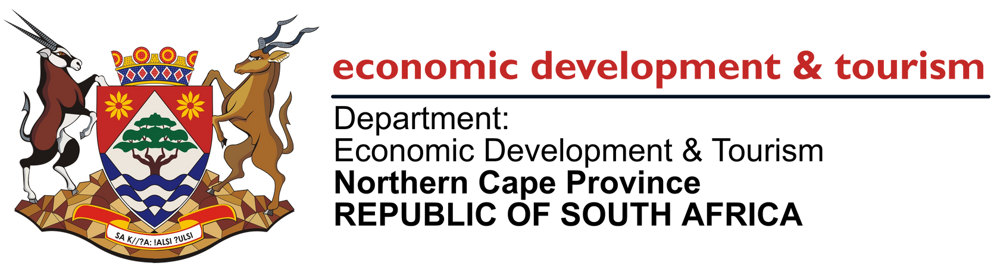 economic development & tourism
Department:
Economic Development & Tourism
Northern Cape Province
REPUBLIC OF SOUTH AFRICA
SA K//?A: !ALSI ?ULSI